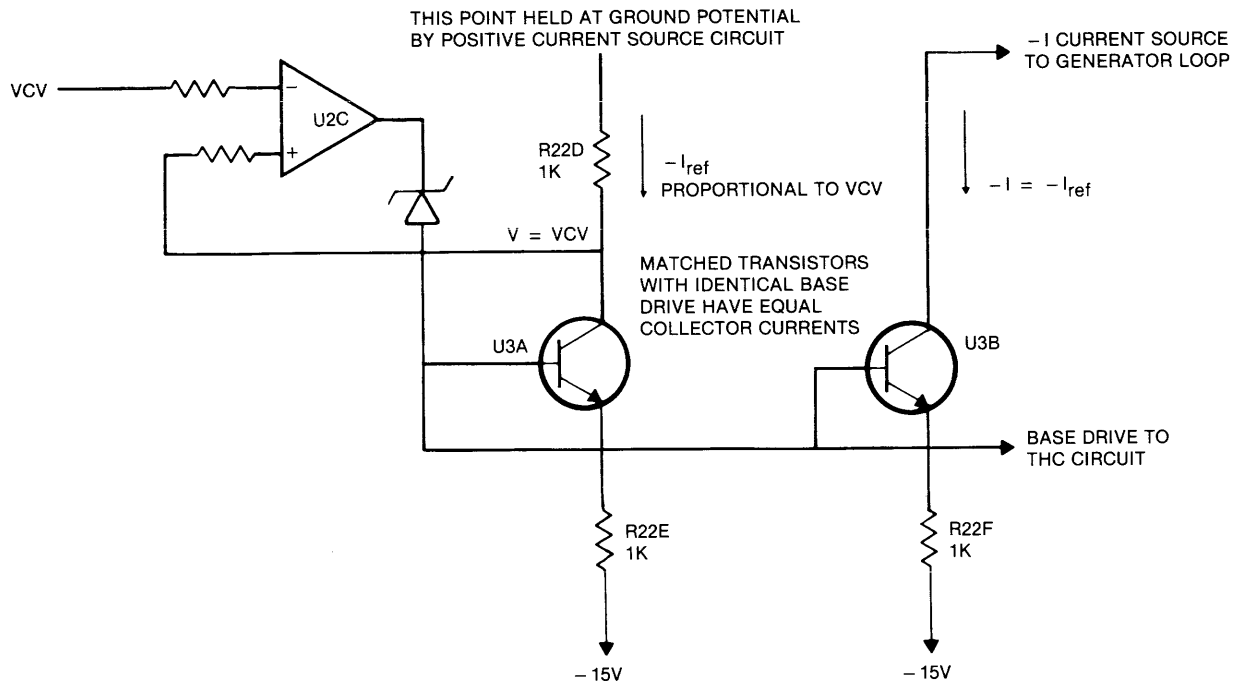 THIS POINT HELD AT GROUND POTENTIAL
BY POSITIVE CURRENT SOURCE CIRCUIT
– I CURRENT SOURCE
TO GENERATOR LOOP
VCV
–
U2C
+
R22D
1K
– Iref
PROPORTIONAL TO VCV
– I = – Iref
V = VCV
MATCHED TRANSISTORS
WITH IDENTICAL BASE
DRIVE HAVE EQUAL
COLLECTOR CURRENTS
U3A
U3B
BASE DRIVE TO
THC CIRCUIT
R22E
1K
R22F
1K
– 15V
– 15V